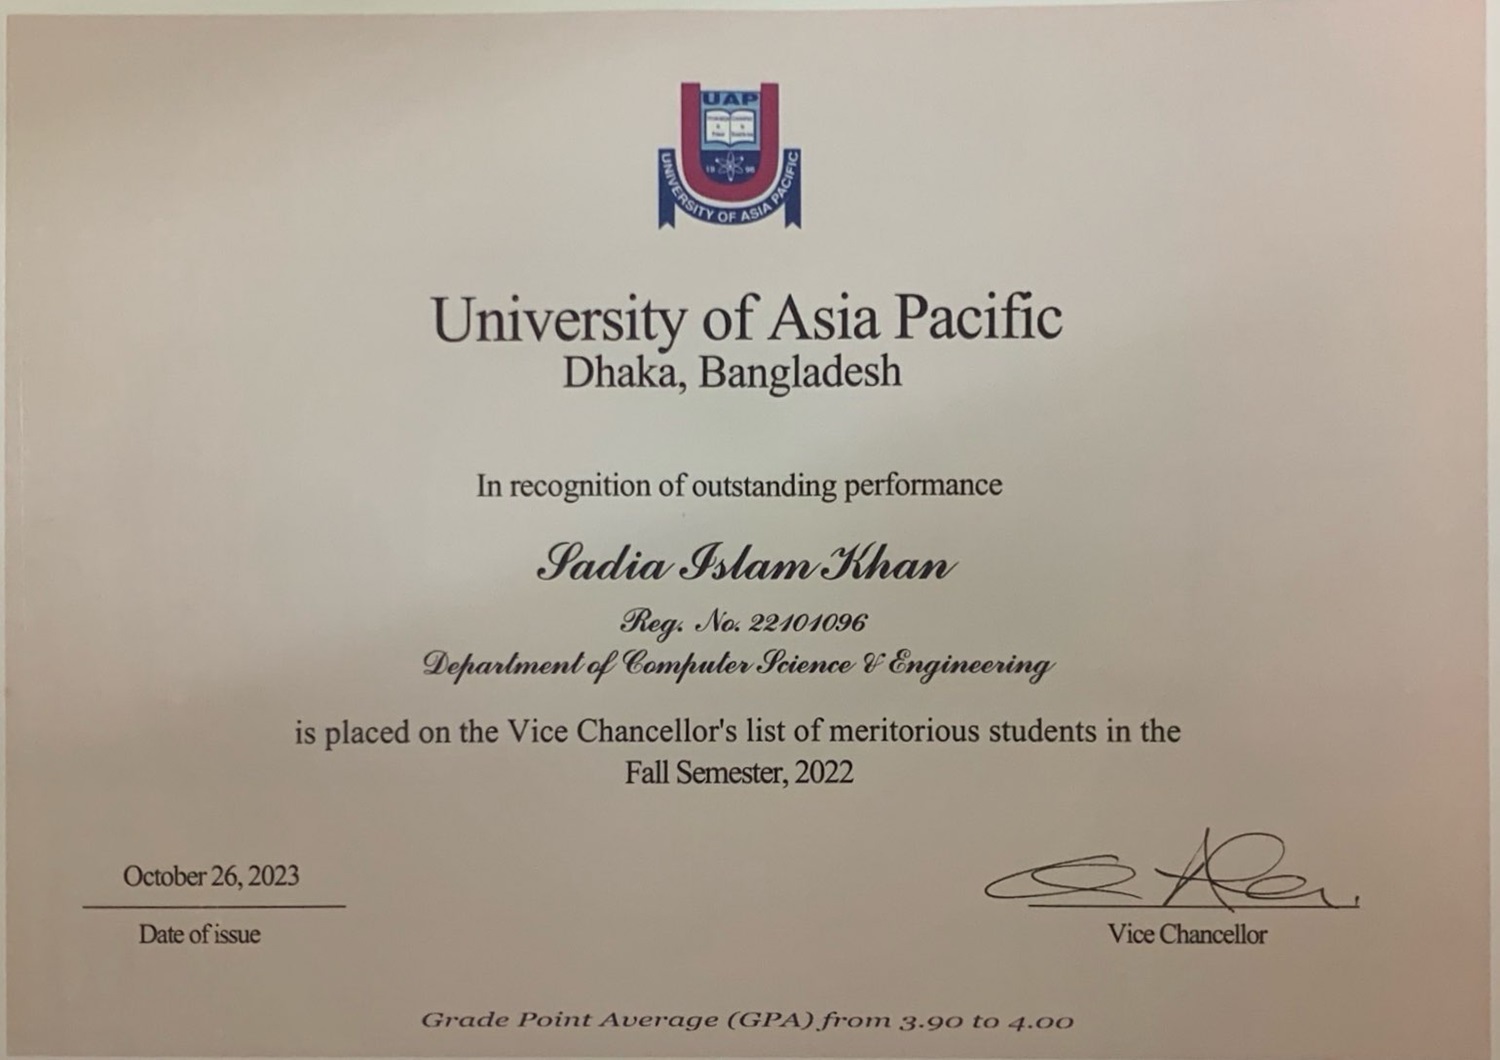 UAP
19 96
UNIVERSITY OF ASIA PACIFIC
University of Asia Pacific
Dhaka, Bangladesh
In recognition of outstanding performance
Sadia Islam Khan
Reg. No. 22101096
Department of Computer Science & Engineering
is placed on the Vice Chancellor's list of meritorious students in the
Fall Semester, 2022
October 26, 2023
Date of issue
Vice Chancellor
Grade Point Average (GPA) from 3.90 to 4.00